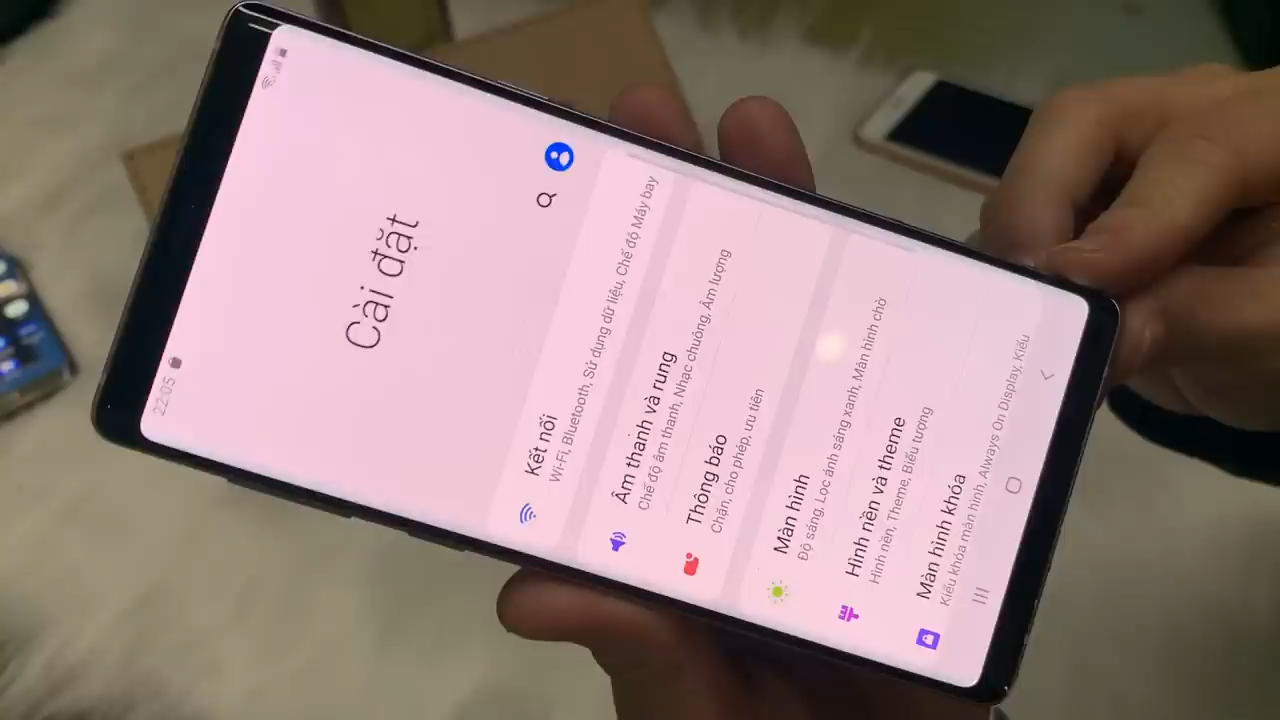 22:05
Cài đặt
Kết nối
Wi-Fi, Bluetooth, Sử dụng dữ liệu, Chế độ Máy bay
Âm thanh và rung
Chế độ âm thanh, Nhạc chuông, Âm lượng
Thông báo
Chặn, cho phép, ưu tiên
Màn hình
Độ sáng, Lọc ánh sáng xanh, Màn hình chờ
Hình nền và theme
Hình nền, Theme, Biểu tượng
Màn hình khóa
Kiểu khóa màn hình, Always On Display, Kiểu